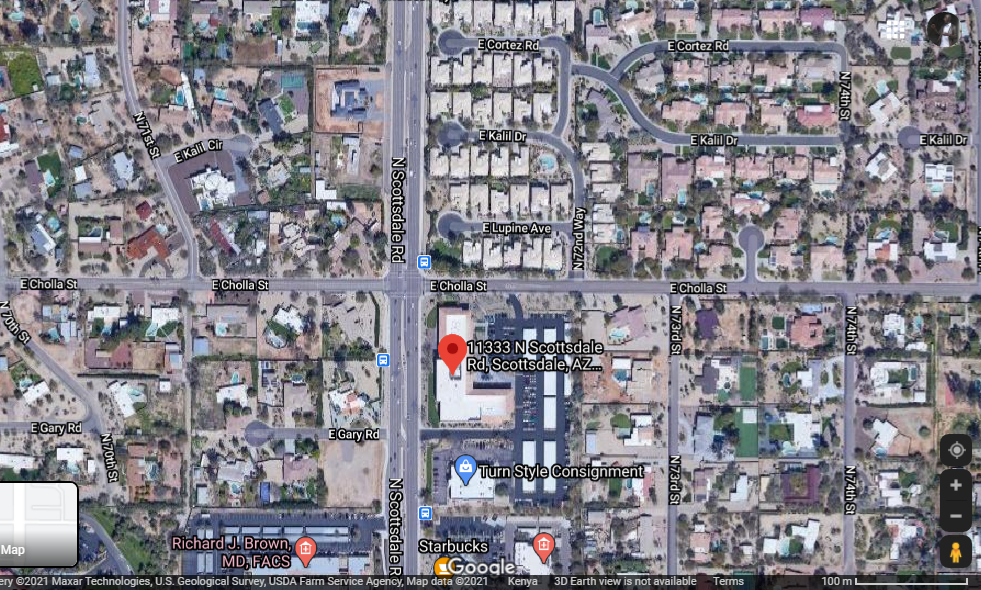 E Cortez Rd
E Cortez Rd
N 74th St
N 71st St
E Kalil Cir
E Kalil Dr
E Kalil Dr
E Kalil Dr
N Scottsdale Rd
E Lupine Ave
N 72nd Way
E Cholla St
E Cholla St
E Cholla St
E Cholla St
N 70th St
N 73rd St
N 74th St
11333 N Scottsdale
Rd, Scottsdale, AZ...
E Gary Rd
E Gary Rd
N 70th St
Turn Style Consignment
N 73rd St
N 74th St
N Scottsdale Rd
Richard J. Brown,
MD, FACS
Starbucks
Map
Google
ery ©2021 Maxar Technologies, U.S. Geological Survey, USDA Farm Service Agency, Map data ©2021 Kenya 3D Earth view is not available Terms 100 m